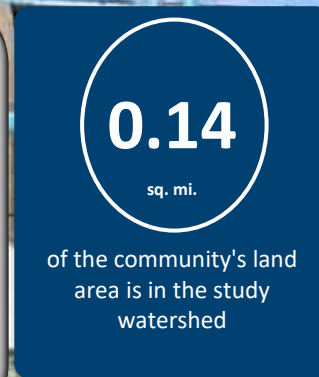 0.14
sq. mi.
of the community's land
area is in the study
watershed